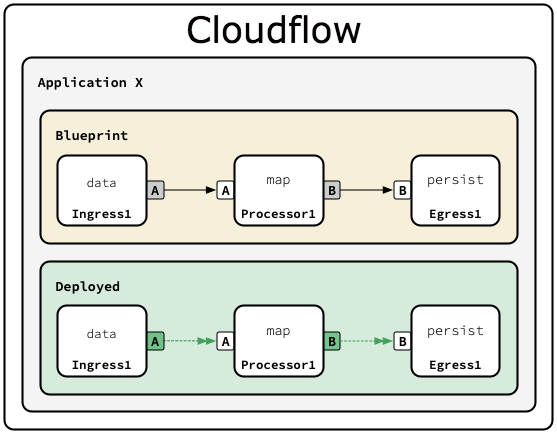 Cloudflow
Application X
Blueprint
data
Ingress1
A
A
map
Processor1
B
B
persist
Egress1
Deployed
data
Ingress1
A
A
map
Processor1
B
B
persist
Egress1